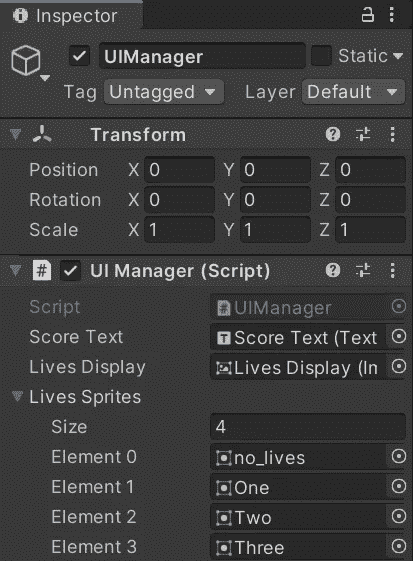 Inspector
UIManager Static
Tag Untagged Layer Default
Transform
Position X 0 Y 0 Z 0
Rotation X 0 Y 0 Z 0
Scale X 1 Y 1 Z 1
# UI Manager (Script)
Script # UIManager
Score Text T Score Text (Text
Lives Display Lives Display (In
Lives Sprites
Size 4
Element 0 no_lives
Element 1 One
Element 2 Two
Element 3 Three